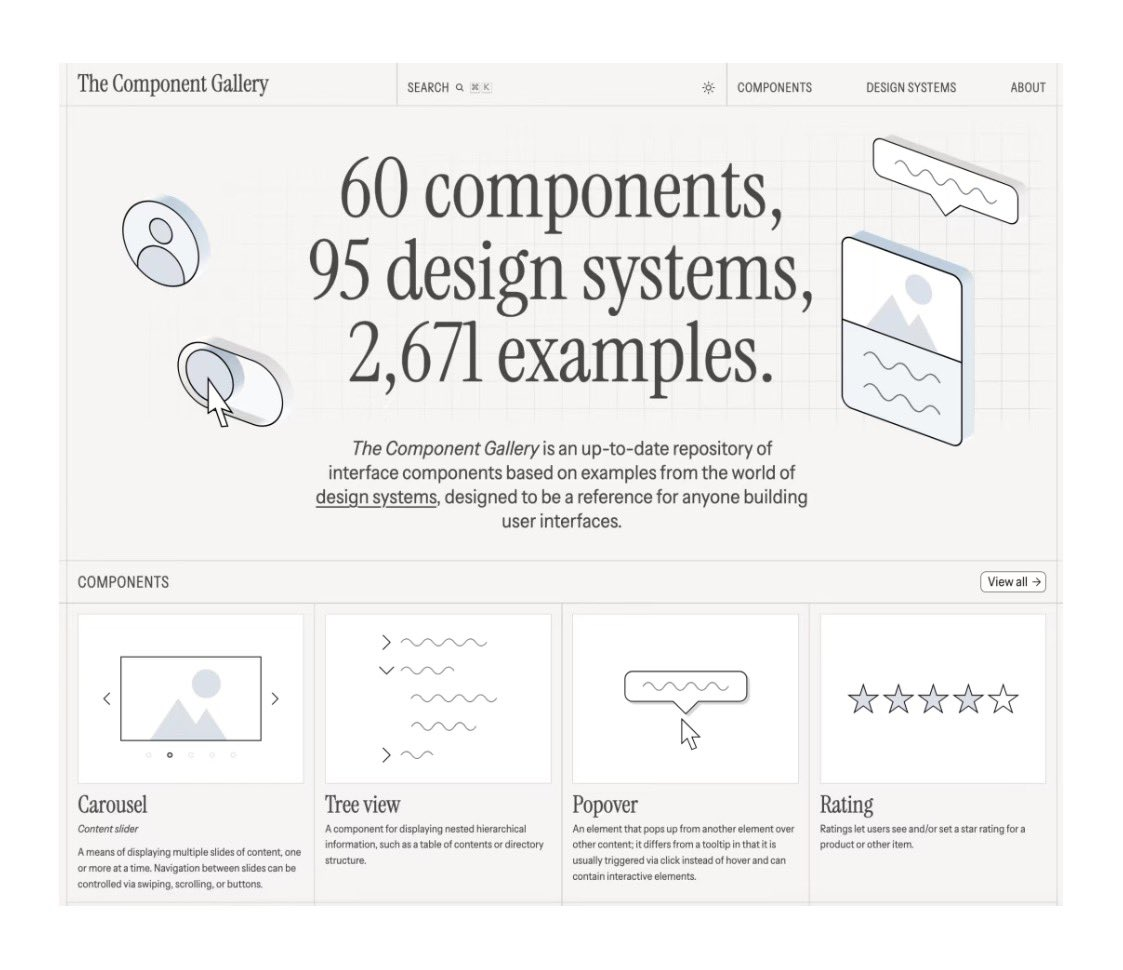 The Component Gallery
SEARCH ⌘ K
COMPONENTS
DESIGN SYSTEMS
ABOUT
60 components,
95 design systems,
2,671 examples.
The Component Gallery is an up-to-date repository of
interface components based on examples from the world of
design systems, designed to be a reference for anyone building
user interfaces.
COMPONENTS
View all →
Carousel
Content slider
A means of displaying multiple slides of content, one
or more at a time. Navigation between slides can be
controlled via swiping, scrolling, or buttons.
Tree view
A component for displaying nested hierarchical
information, such as a table of contents or directory
structure.
Popover
An element that pops up from another element over
other content; it differs from a tooltip in that it is
usually triggered via click instead of hover and can
contain interactive elements.
Rating
Ratings let users see and/or set a star rating for a
product or other item.